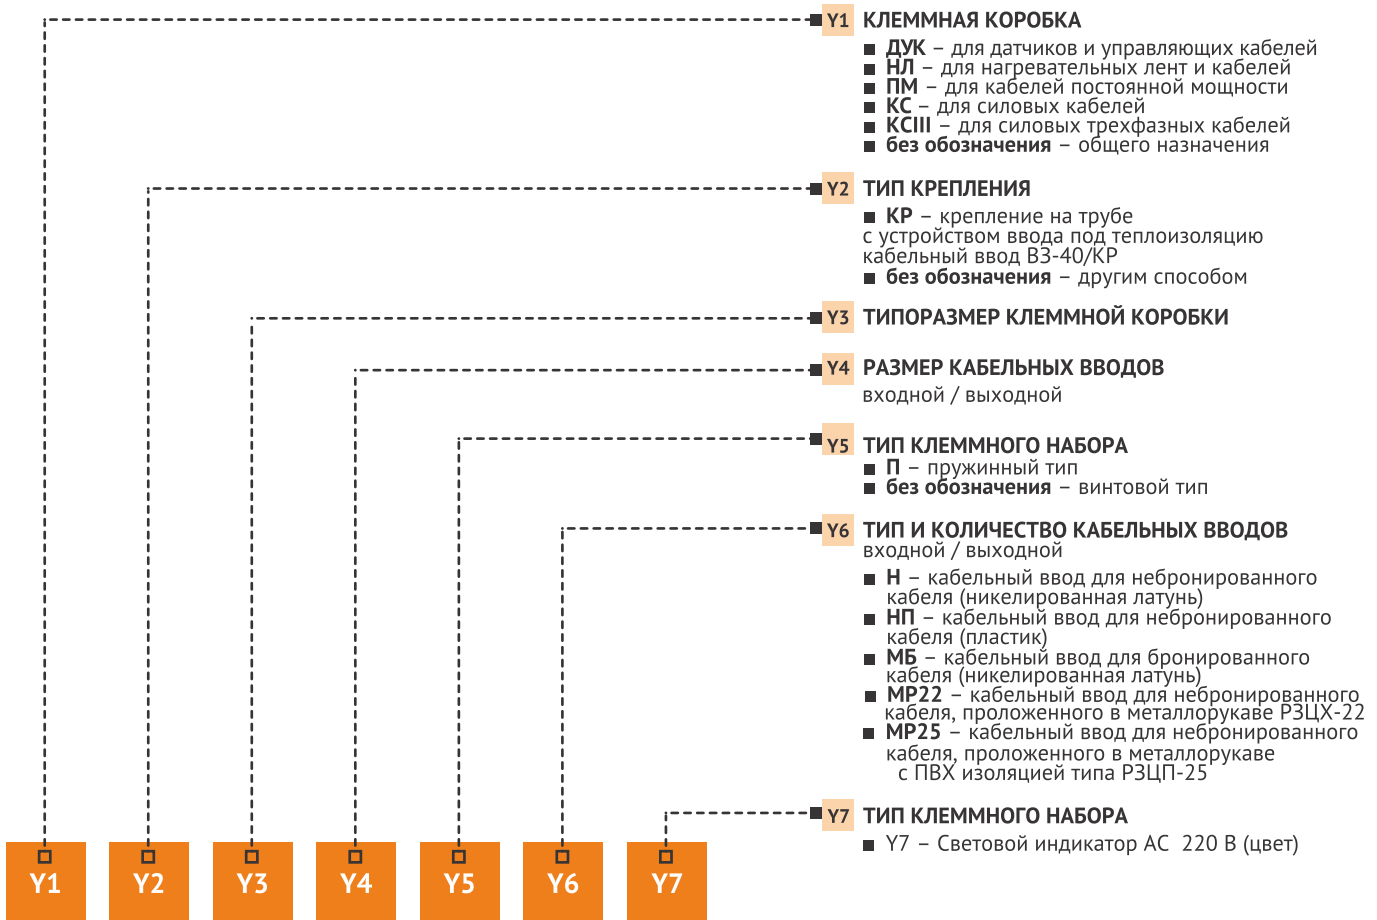 Y1 КЛЕММНАЯ КОРОБКА
ДУК – для датчиков и управляющих кабелей
НЛ – для нагревательных лент и кабелей
ПМ – для кабелей постоянной мощности
КС – для силовых кабелей
КСIII – для силовых трехфазных кабелей
без обозначения – общего назначения
Y2 ТИП КРЕПЛЕНИЯ
КР – крепление на трубе
с устройством ввода под теплоизоляцию
кабельный ввод ВЗ-40/КР
без обозначения – другим способом
Y3 ТИПОРАЗМЕР КЛЕММНОЙ КОРОБКИ
Y4 РАЗМЕР КАБЕЛЬНЫХ ВВОДОВ
входной / выходной
Y5 ТИП КЛЕММНОГО НАБОРА
П – пружинный тип
без обозначения – винтовой тип
Y6 ТИП И КОЛИЧЕСТВО КАБЕЛЬНЫХ ВВОДОВ
входной / выходной
Н – кабельный ввод для небронированного
кабеля (никелированная латунь)
НП – кабельный ввод для небронированного
кабеля (пластик)
МБ – кабельный ввод для бронированного
кабеля (никелированная латунь)
МР22 – кабельный ввод для небронированного
кабеля, проложенного в металлорукаве РЗЦХ-22
МР25 – кабельный ввод для небронированного
кабеля, проложенного в металлорукаве
с ПВХ изоляцией типа РЗЦП-25
Y7 ТИП КЛЕММНОГО НАБОРА
Y7 – Световой индикатор АС 220 В (цвет)
Y1 Y2 Y3 Y4 Y5 Y6 Y7